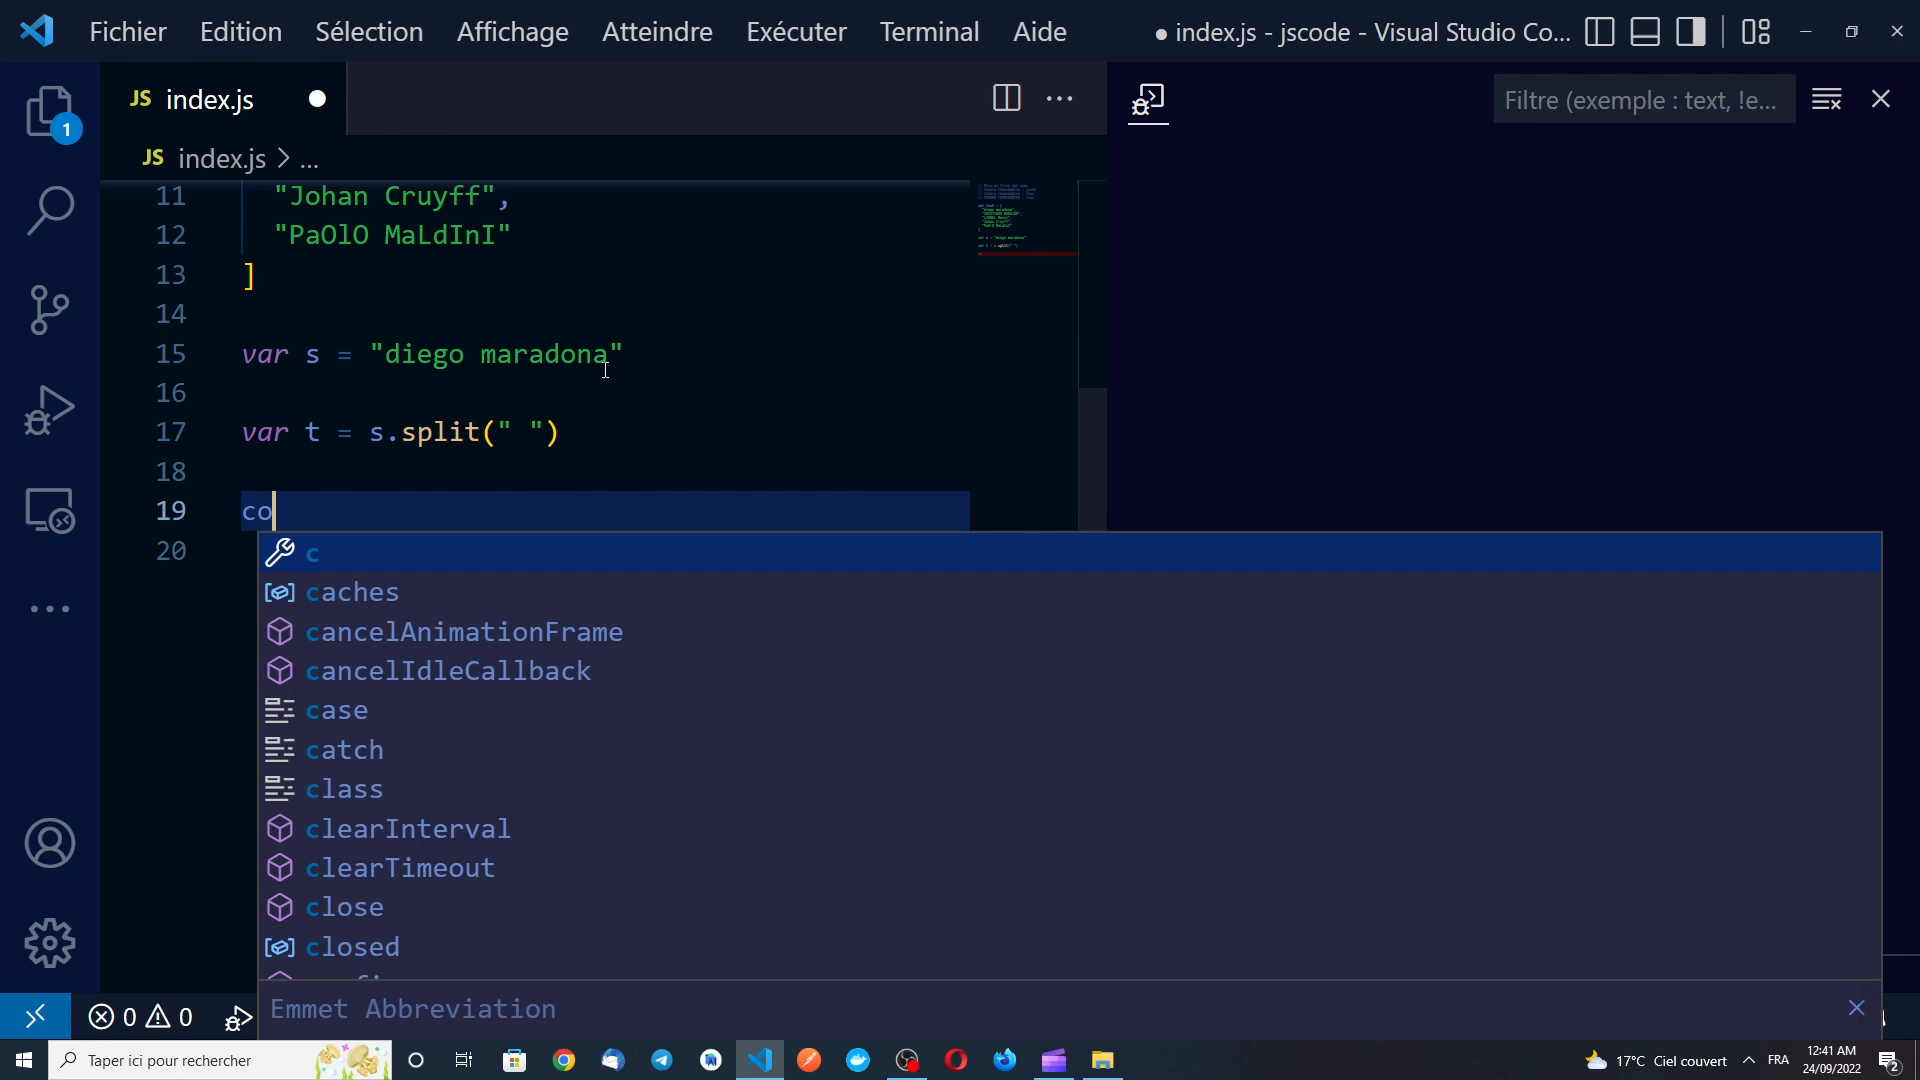 Fichier Edition Sélection Affichage Atteindre Exécuter Terminal Aide ● index.js - jscode - Visual Studio Co...
JS index.js
Filtre (exemple : text, !e...
1
JS index.js > ...
11 "Johan Cruyff",
12 "PaOlO MaLdInI"
13 ]
14
15 var s = "diego maradona"
16
17 var t = s.split(" ")
18
19 co
20
c
caches
cancelAnimationFrame
cancelIdleCallback
case
catch
class
clearInterval
clearTimeout
close
closed
Emmet Abbreviation
0 0
Taper ici pour rechercher
17°C Ciel couvert
FRA
12:41 AM
24/09/2022
2